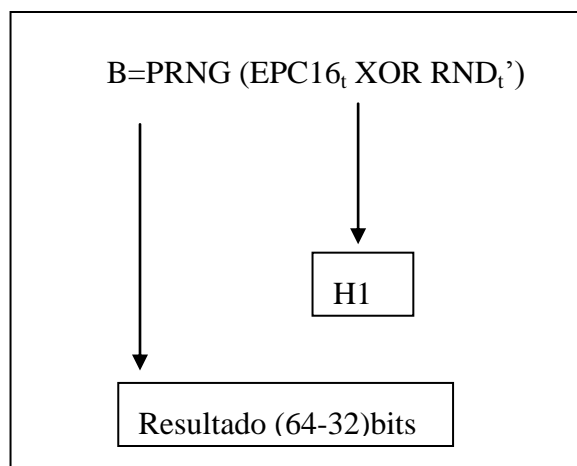 B=PRNG (EPC16t XOR RNDt’)
H1
Resultado (64-32)bits